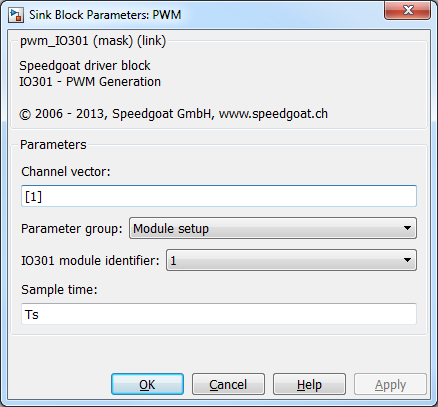 Sink Block Parameters: PWM
pwm_IO301 (mask) (link)
Speedgoat driver block
IO301 - PWM Generation
© 2006 - 2013, Speedgoat GmbH, www.speedgoat.ch
Parameters
Channel vector:
[1]
Parameter group: Module setup
IO301 module identifier: 1
Sample time:
Ts
OK Cancel Help Apply